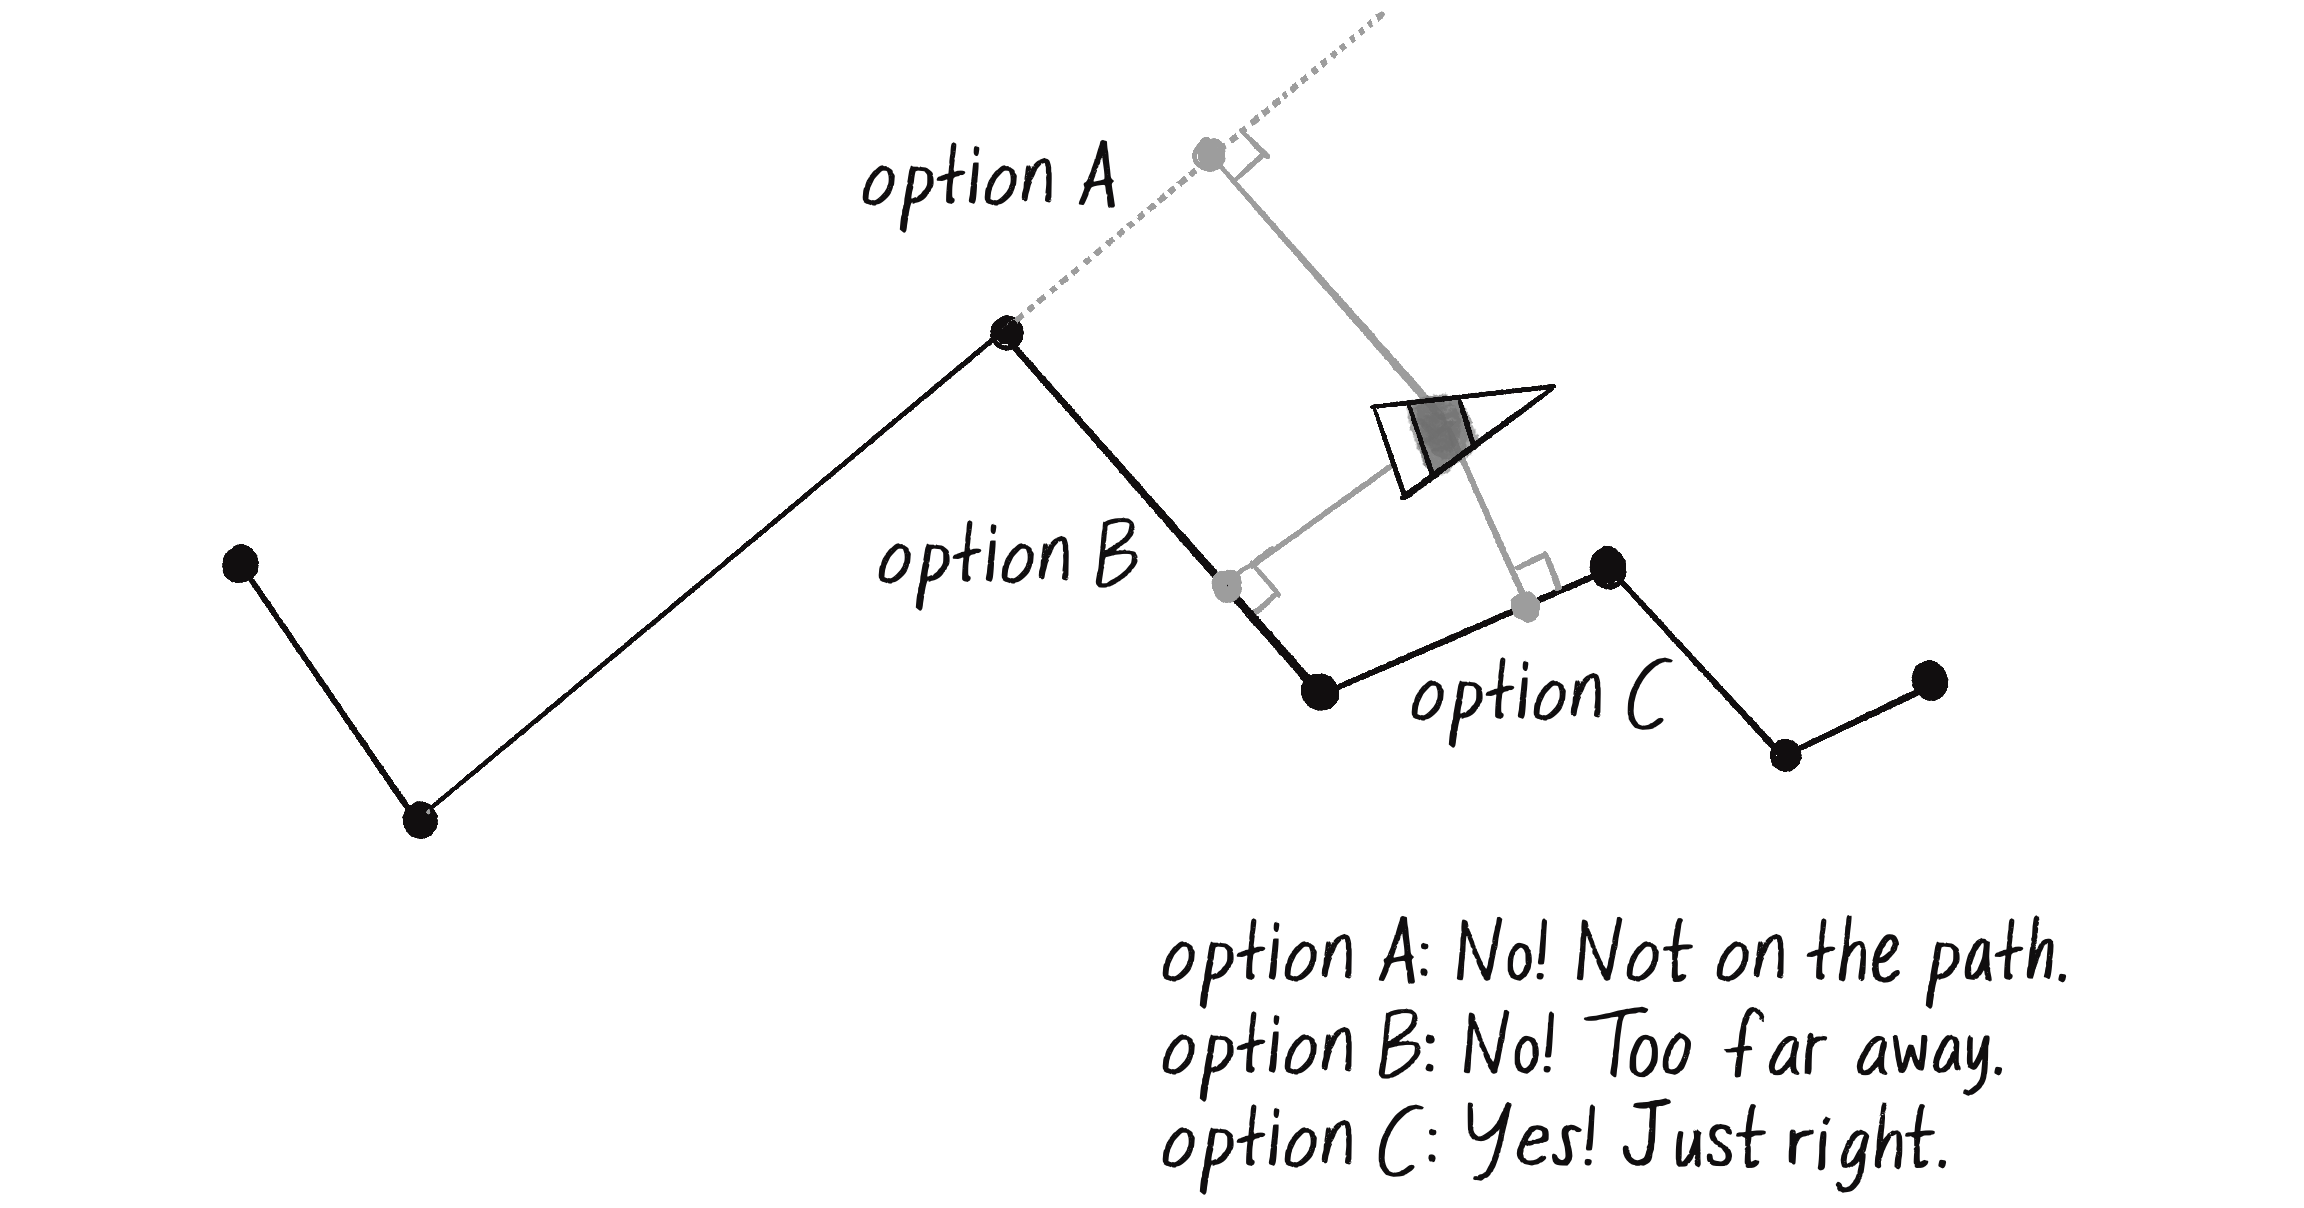 option A
option B
option C
option A: No! Not on the path.
option B: No! Too far away.
option C: Yes! Just right.